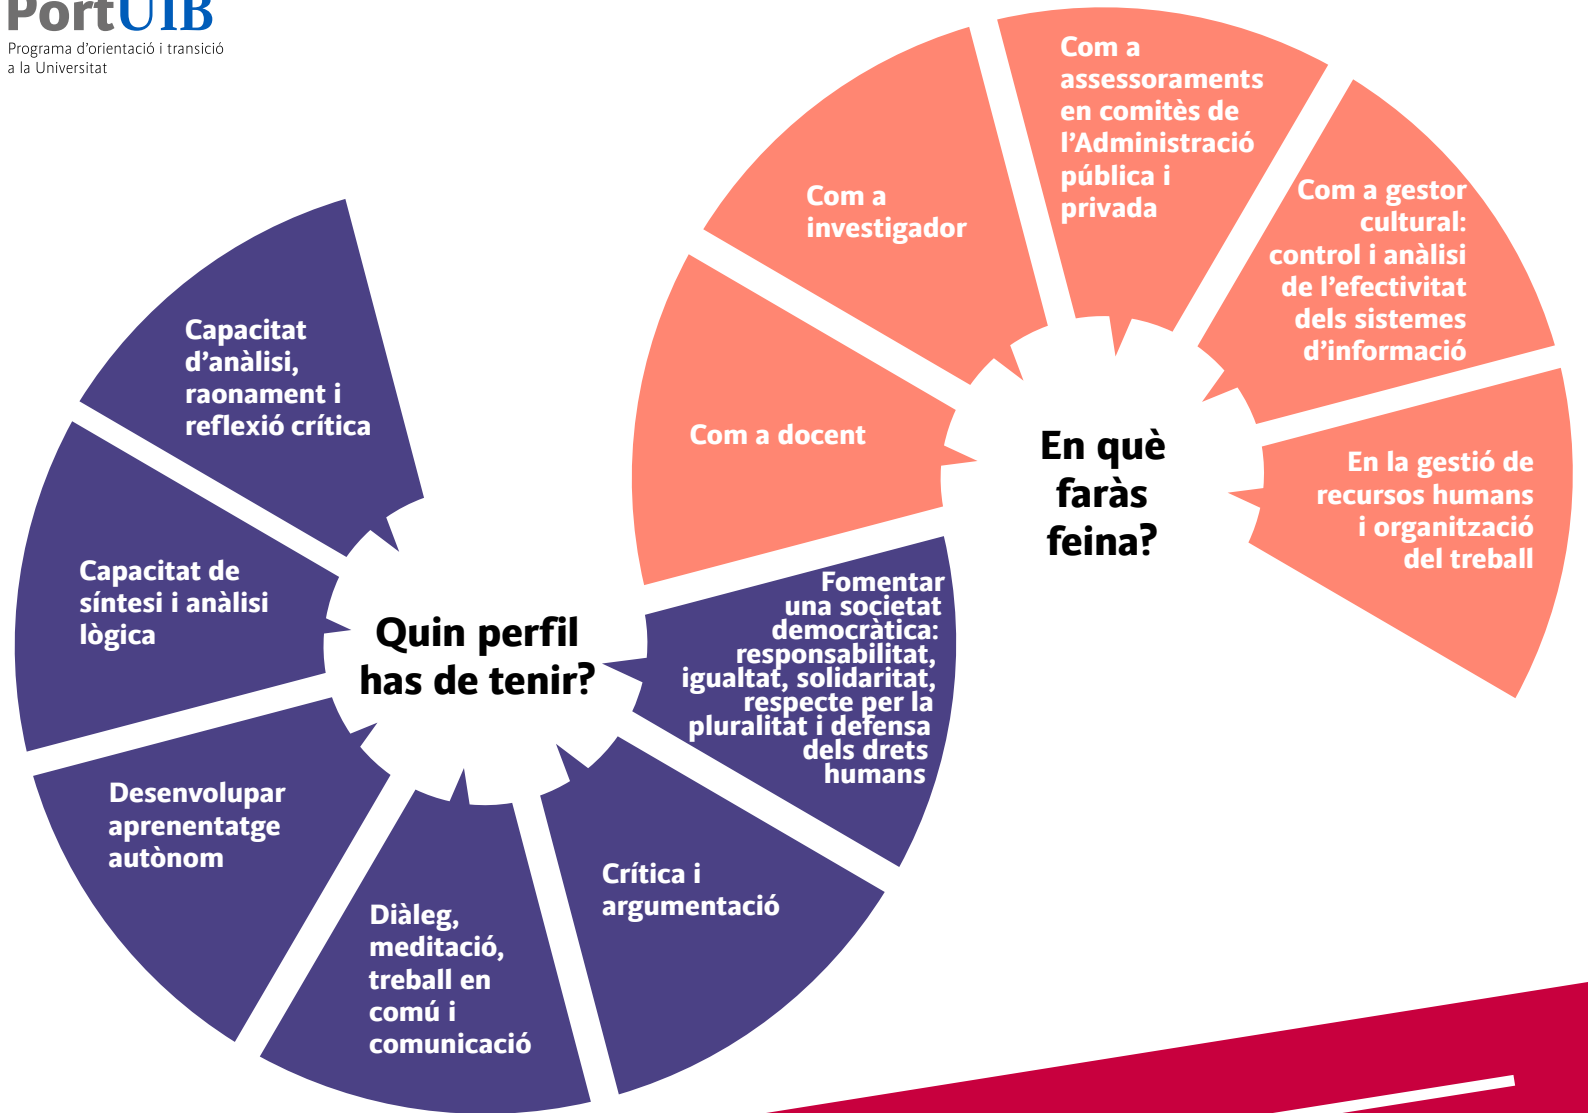 PortUIB
Programa d'orientació i transició
a la Universitat
Capacitat
d'anàlisi,
raonament i
reflexió crítica
Capacitat de
síntesi i anàlisi
lògica
Desenvolupar
aprenentatge
autònom
Diàleg,
meditació,
treball en
comú i
comunicació
Crítica i
argumentació
Fomentar
una societat
democràtica:
responsabilitat,
igualtat, solidaritat,
respecte per la
pluralitat i defensa
dels drets
humans
Quin perfil
has de tenir?
Com a docent
Com a
investigador
Com a
assessoraments
en comitès de
l'Administració
pública i
privada
Com a gestor
cultural:
control i anàlisi
de l'efectivitat
dels sistemes
d'informació
En la gestió de
recursos humans
i organització
del treball
En què
faràs
feina?